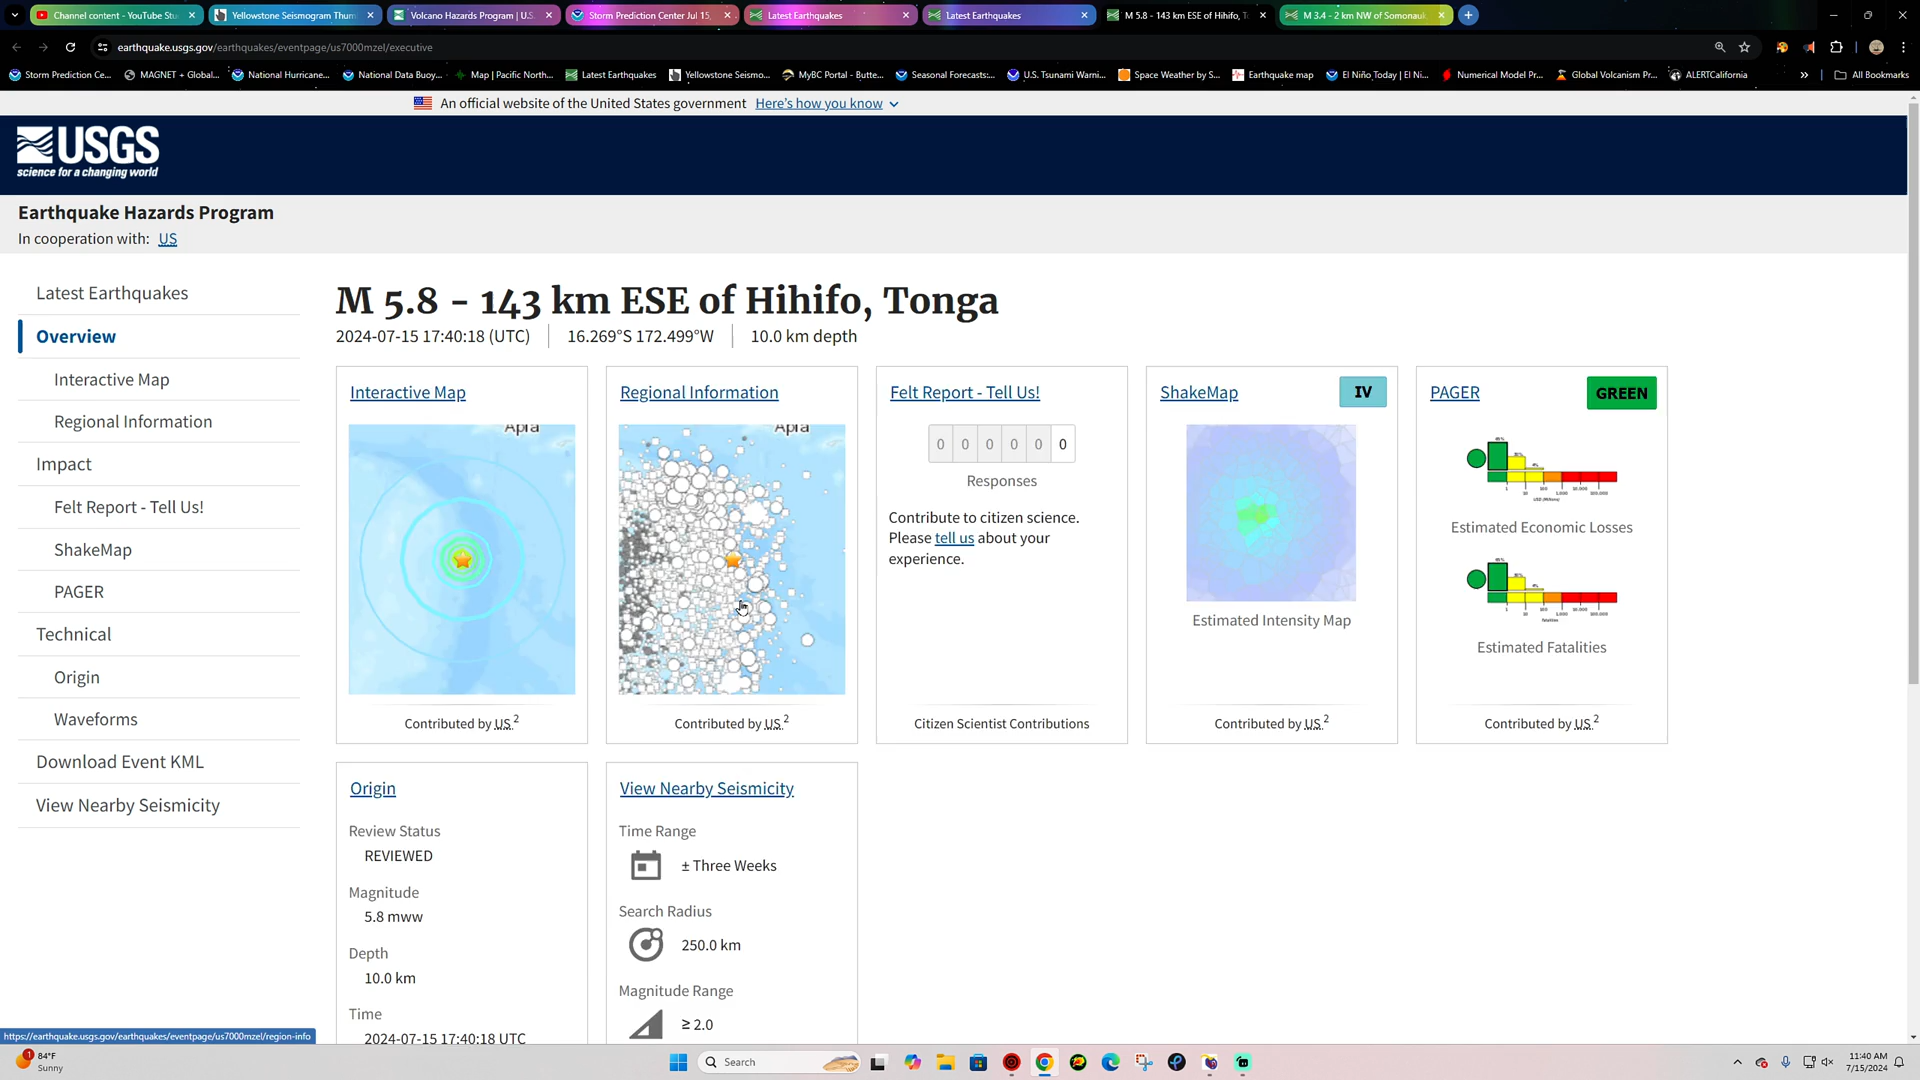 Channel content - YouTube Stu
Yellowstone Seismogram Thum
Volcano Hazards Program | U.S.
Storm Prediction Center Jul 15,
Latest Earthquakes
Latest Earthquakes
M 5.8 - 143 km ESE of Hihifo, T
M 3.4 - 2 km NW of Somonauk
earthquake.usgs.gov/earthquakes/eventpage/us7000mzel/executive
Storm Prediction Ce...
MAGNET + Global...
National Hurricane...
National Data Buoy...
Map | Pacific North...
Latest Earthquakes
Yellowstone Seismo...
MyBC Portal - Butte...
Seasonal Forecasts:...
U.S. Tsunami Warni...
Space Weather by S...
Earthquake map
El Niño Today | El Ni...
Numerical Model Pr...
Global Volcanism Pr...
ALERTCalifornia
All Bookmarks
An official website of the United States government Here's how you know
USGS
science for a changing world
Earthquake Hazards Program
In cooperation with: US
Latest Earthquakes
Overview
Interactive Map
Regional Information
Impact
Felt Report - Tell Us!
ShakeMap
PAGER
Technical
Origin
Waveforms
Download Event KML
View Nearby Seismicity
M 5.8 - 143 km ESE of Hihifo, Tonga
2024-07-15 17:40:18 (UTC)
16.269°S 172.499°W
10.0 km depth
Interactive Map
Apia
Contributed by US 2
Regional Information
Apia
Contributed by US 2
Felt Report - Tell Us!
0 0 0 0 0 0
Responses
Contribute to citizen science.
Please tell us about your
experience.
Citizen Scientist Contributions
ShakeMap
IV
Estimated Intensity Map
Contributed by US 2
PAGER
GREEN
Estimated Economic Losses
Estimated Fatalities
Contributed by US 2
Origin
Review Status
REVIEWED
Magnitude
5.8 mww
Depth
10.0 km
Time
2024-07-15 17:40:18 UTC
View Nearby Seismicity
Time Range
± Three Weeks
Search Radius
250.0 km
Magnitude Range
≥ 2.0
https://earthquake.usgs.gov/earthquakes/eventpage/us7000mzel/region-info
1
84°F
Sunny
Search
11:40 AM
7/15/2024